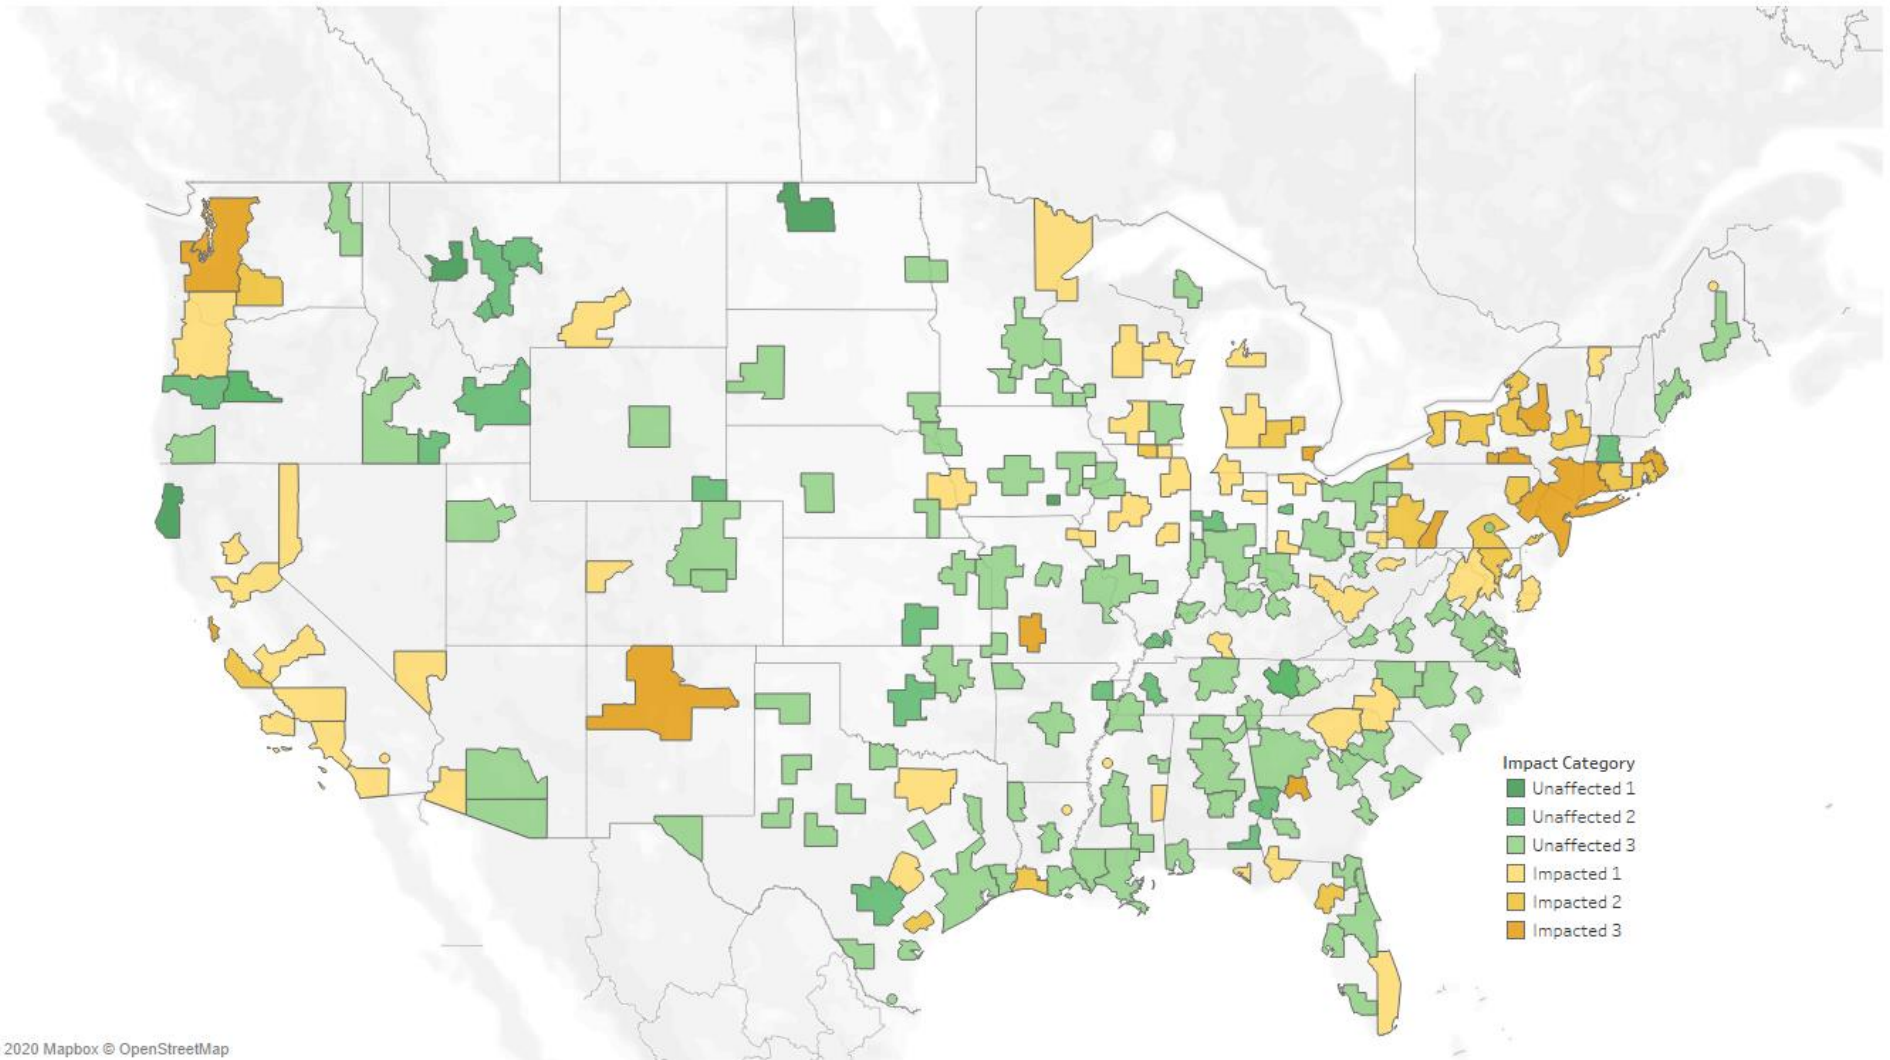 Impact Category
Unaffected 1
Unaffected 2
Unaffected 3
Impacted 1
Impacted 2
Impacted 3
2020 Mapbox © OpenStreetMap